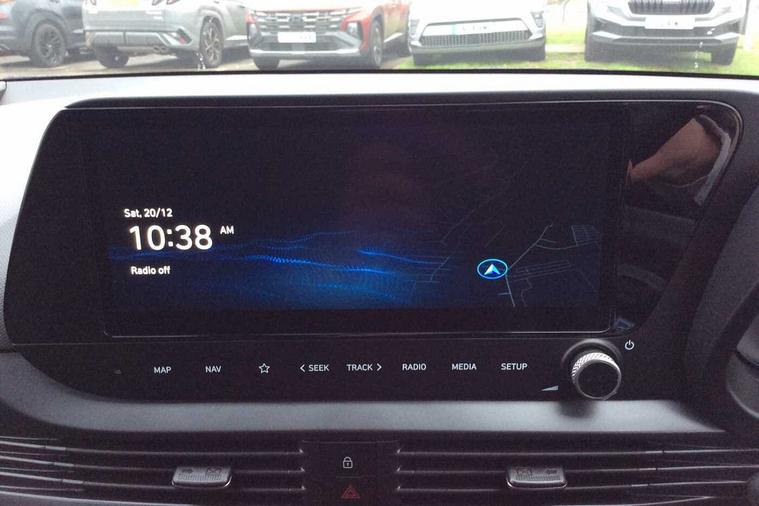 Sat, 20/12
10:38 AM
Radio off
MAP NAV SEEK TRACK RADIO MEDIA SETUP